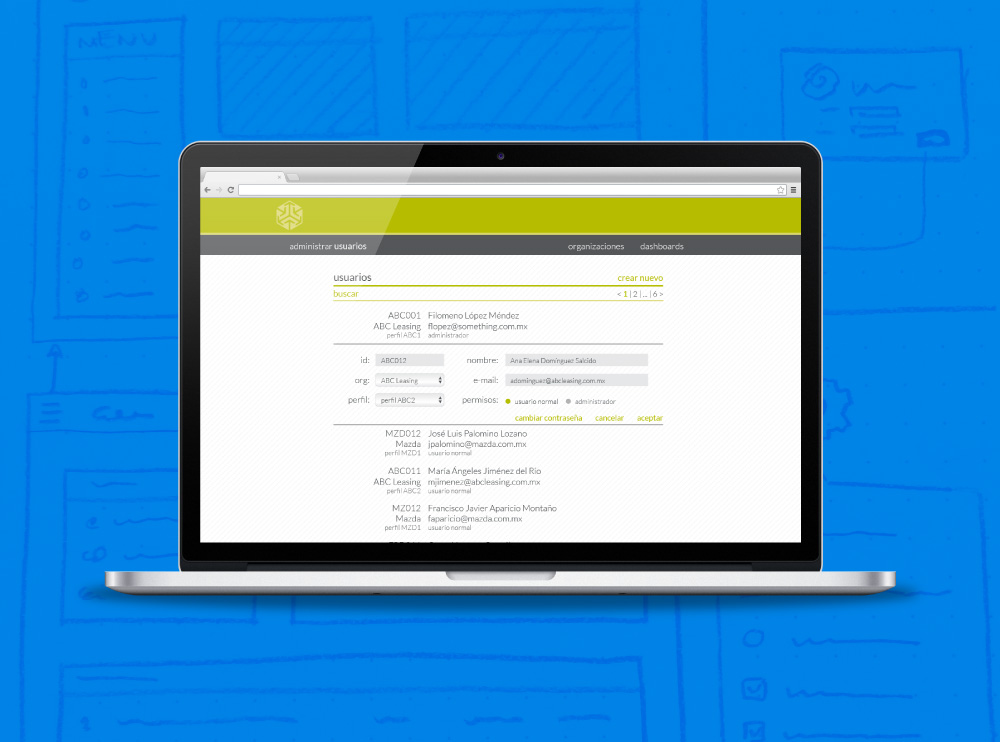 MENU
administrar usuarios
organizaciones dashboards
usuarios crear nuevo
buscar < 1 | 2 | ... | 6 >
ABC001 Filomeno López Méndez
ABC Leasing flopez@something.com.mx
perfil ABC1 administrador
id: ABC012 nombre: Ana Elena Domínguez Salcido
org: ABC Leasing e-mail: adominguez@abcleasing.com.mx
perfil: perfil ABC2 permisos: usuario normal administrador
cambiar contraseña cancelar aceptar
MZD012 José Luis Palomino Lozano
Mazda jpalomino@mazda.com.mx
perfil MZD1 usuario normal
ABC011 María Ángeles Jiménez del Río
ABC Leasing mjimenez@abcleasing.com.mx
perfil ABC2 usuario normal
MZ012 Francisco Javier Aparicio Montaño
Mazda faparicio@mazda.com.mx
perfil MZD1 usuario normal